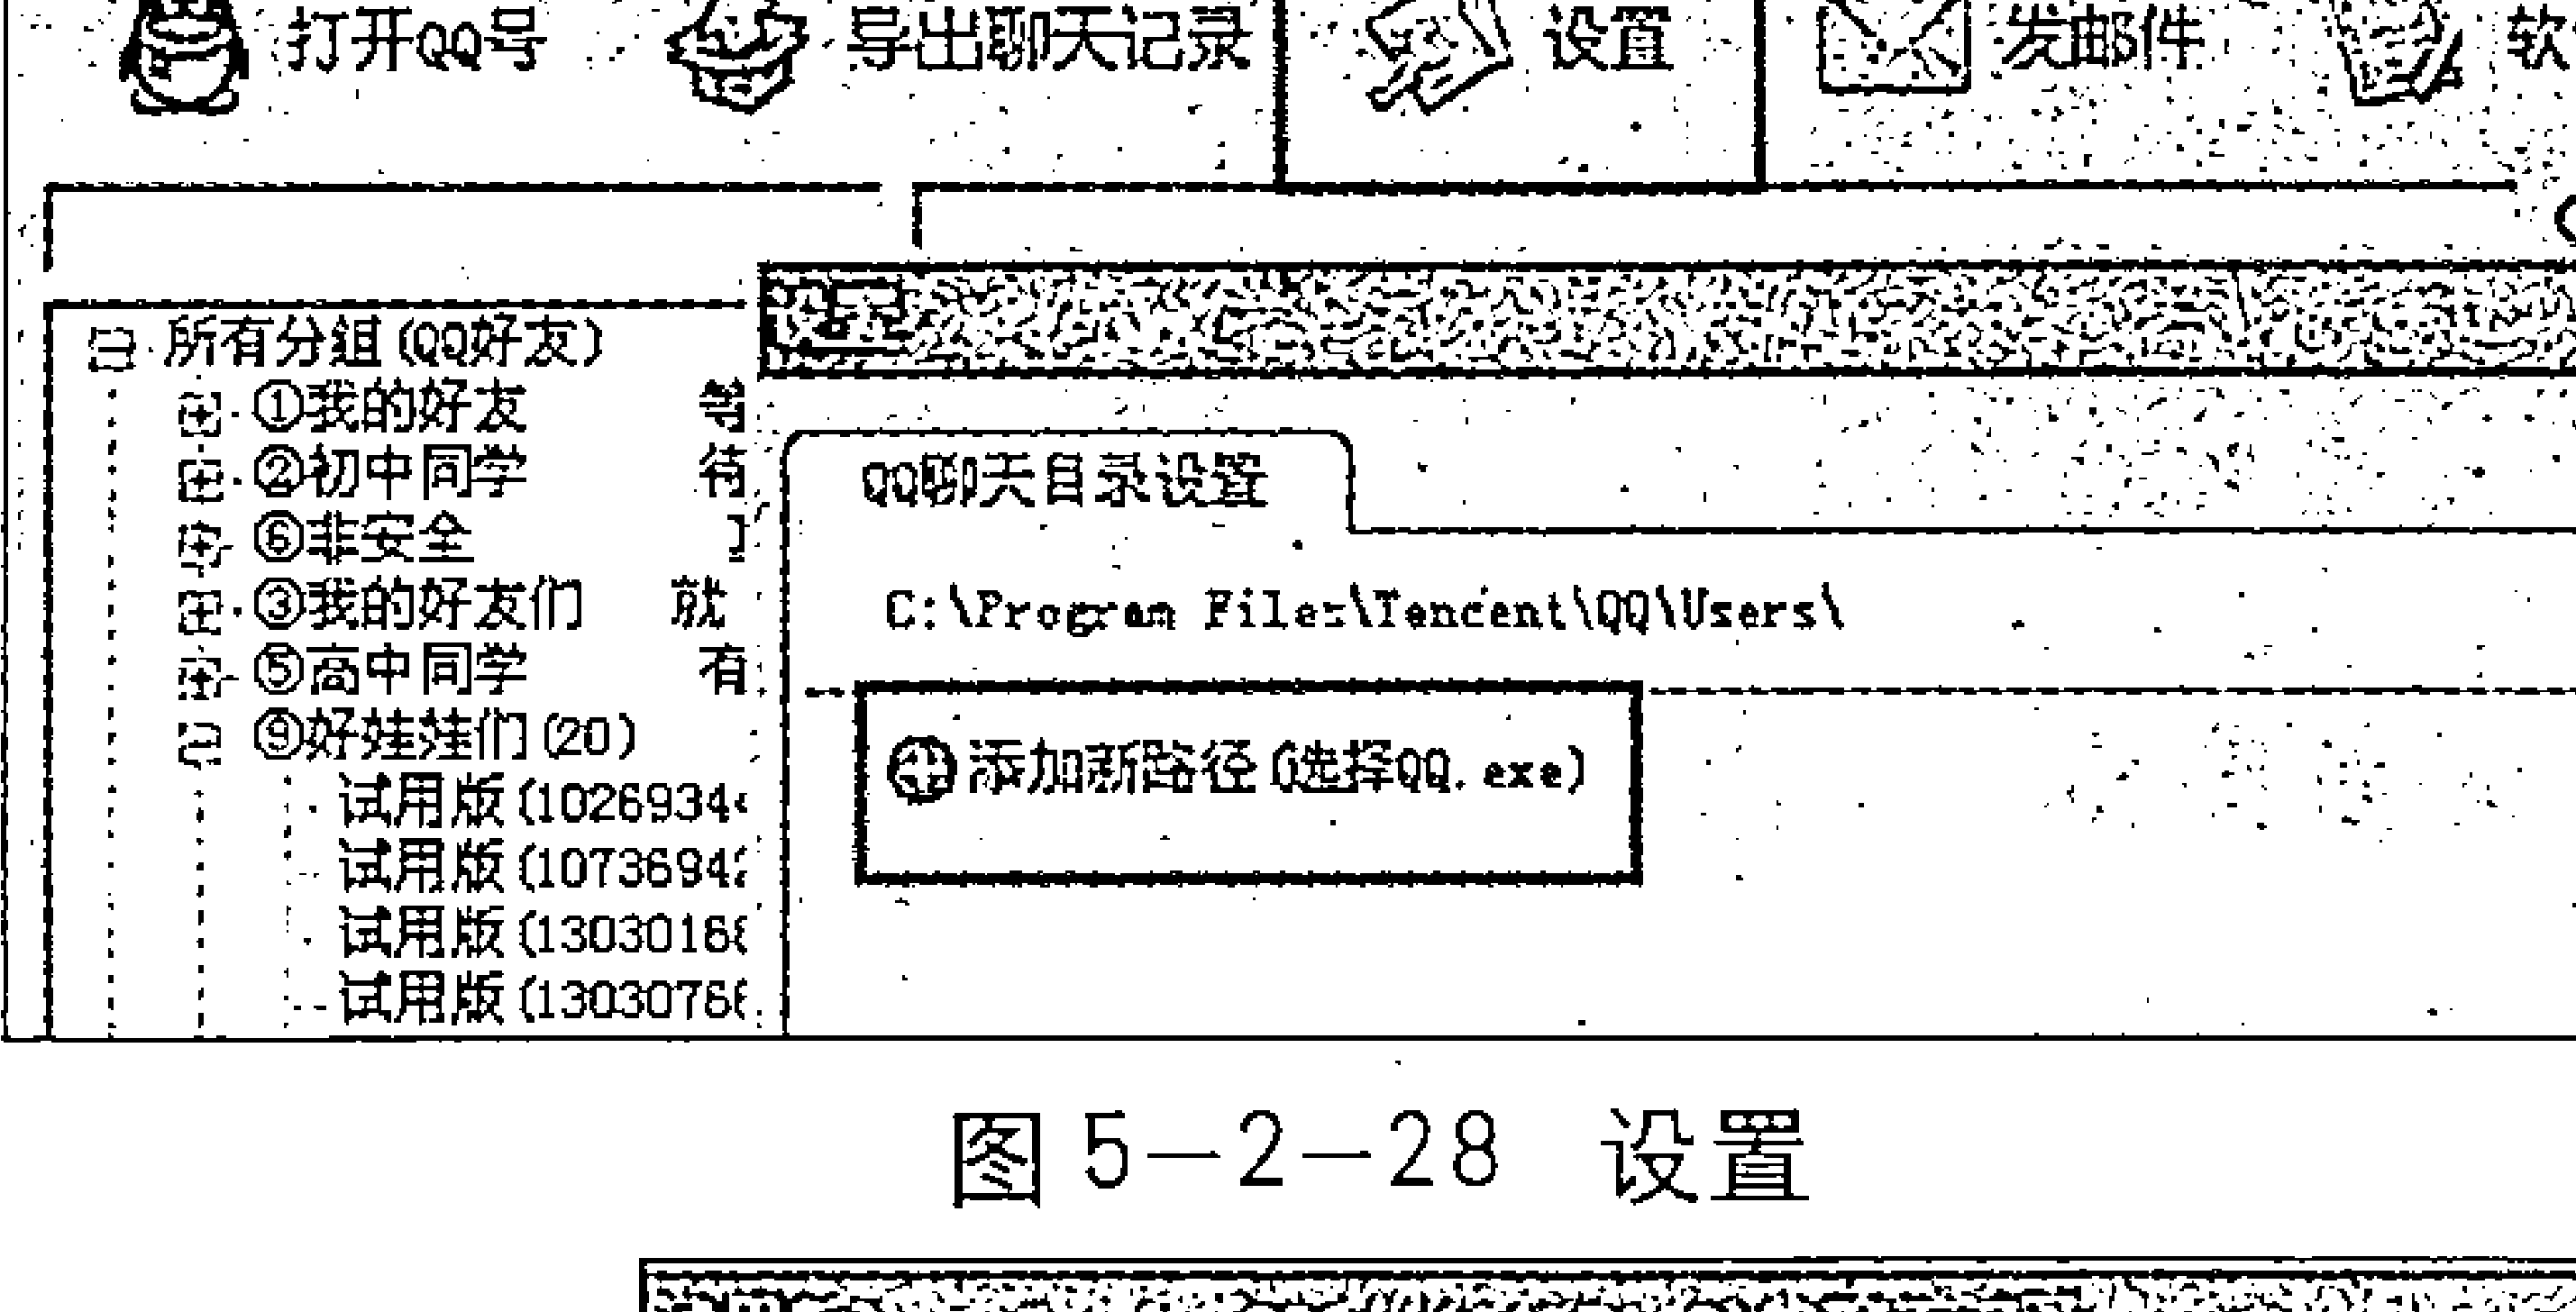 打开QQ号 导出聊天记录 设置 发邮件 软
所有分组(QQ好友)
①我的好友
②初中同学 待
⑥非安全
③我的好友们 就
⑤高中同学 有
⑨好娃娃们(20)
试用版(1026934
试用版(1073694
试用版(1303016
试用版(1303076
QQ聊天目录设置
C:\Program Files\Tencent\QQ\Users\
添加新路径(选择QQ.exe)
图 5-2-28 设置